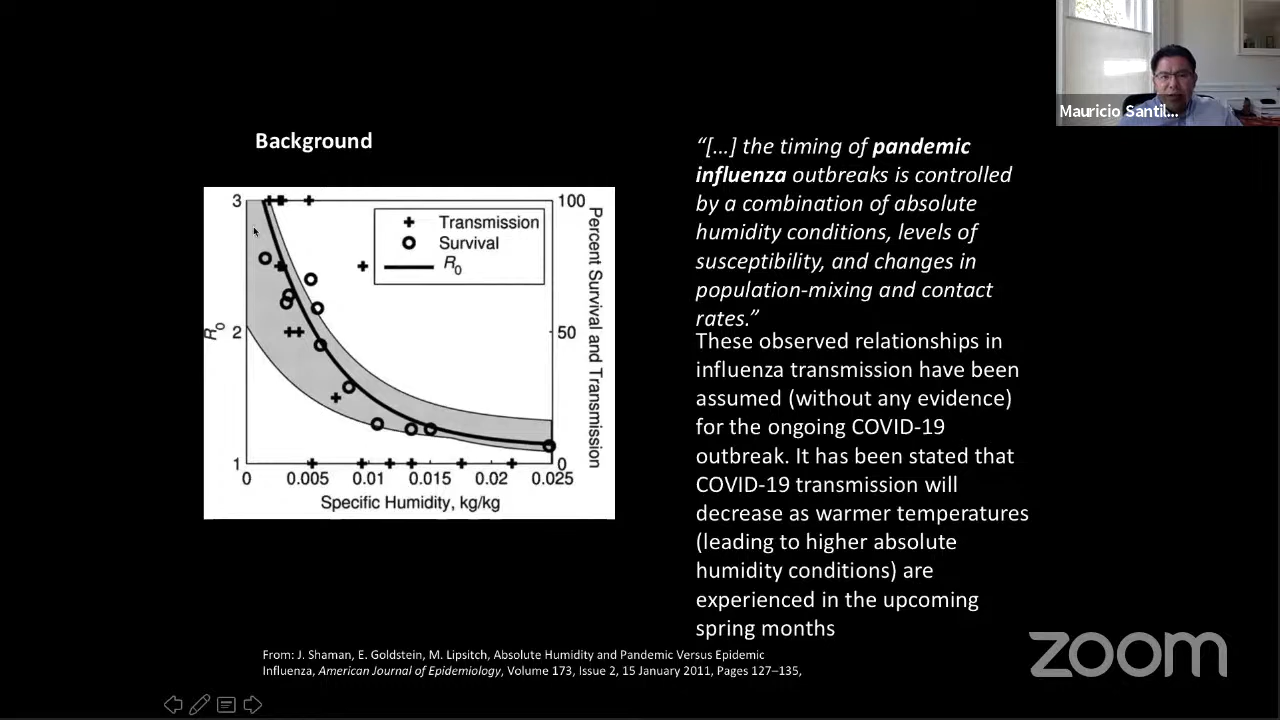 Mauricio Santil...
Background
3
2
1
R0
100
50
0
Percent Survival and Transmission
Transmission
Survival
R0
0
0.005
0.01
0.015
0.02
0.025
Specific Humidity, kg/kg
“[…] the timing of pandemic
influenza outbreaks is controlled
by a combination of absolute
humidity conditions, levels of
susceptibility, and changes in
population-mixing and contact
rates.”
These observed relationships in
influenza transmission have been
assumed (without any evidence)
for the ongoing COVID-19
outbreak. It has been stated that
COVID-19 transmission will
decrease as warmer temperatures
(leading to higher absolute
humidity conditions) are
experienced in the upcoming
spring months
From: J. Shaman, E. Goldstein, M. Lipsitch, Absolute Humidity and Pandemic Versus Epidemic
Influenza, American Journal of Epidemiology, Volume 173, Issue 2, 15 January 2011, Pages 127–135,
zoom